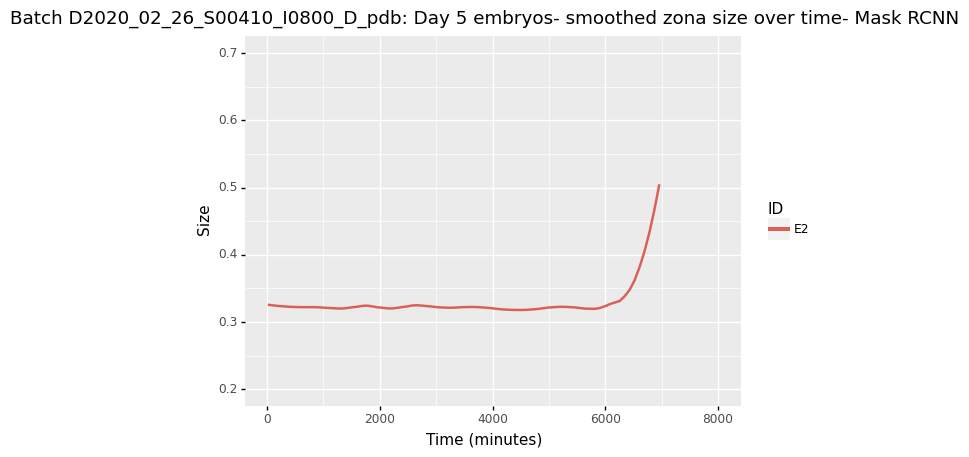 Batch D2020_02_26_S00410_I0800_D_pdb: Day 5 embryos- smoothed zona size over time- Mask RCNN
0.7
0.6
0.5
0.4
0.3
0.2
Size
0 2000 4000 6000 8000
Time (minutes)
ID
E2